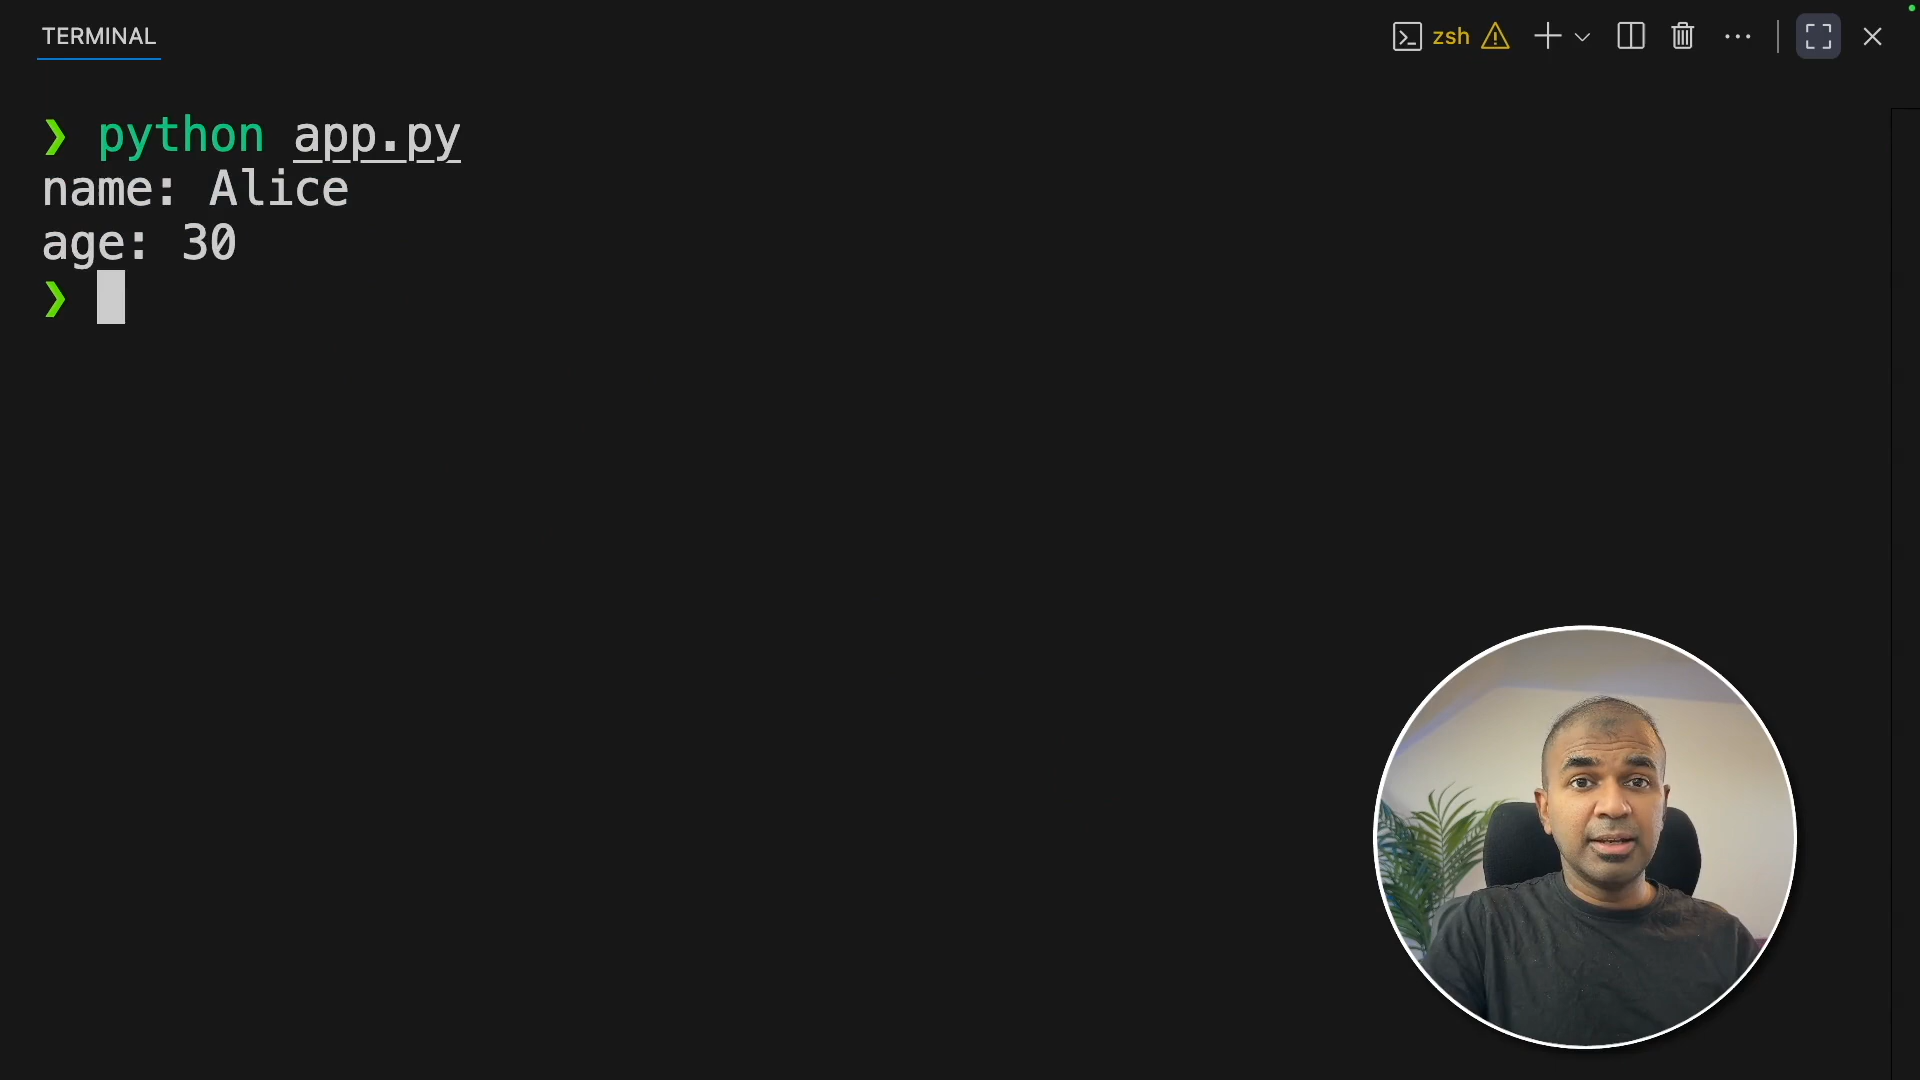 TERMINAL
zsh
❯ python app.py
name: Alice
age: 30
❯